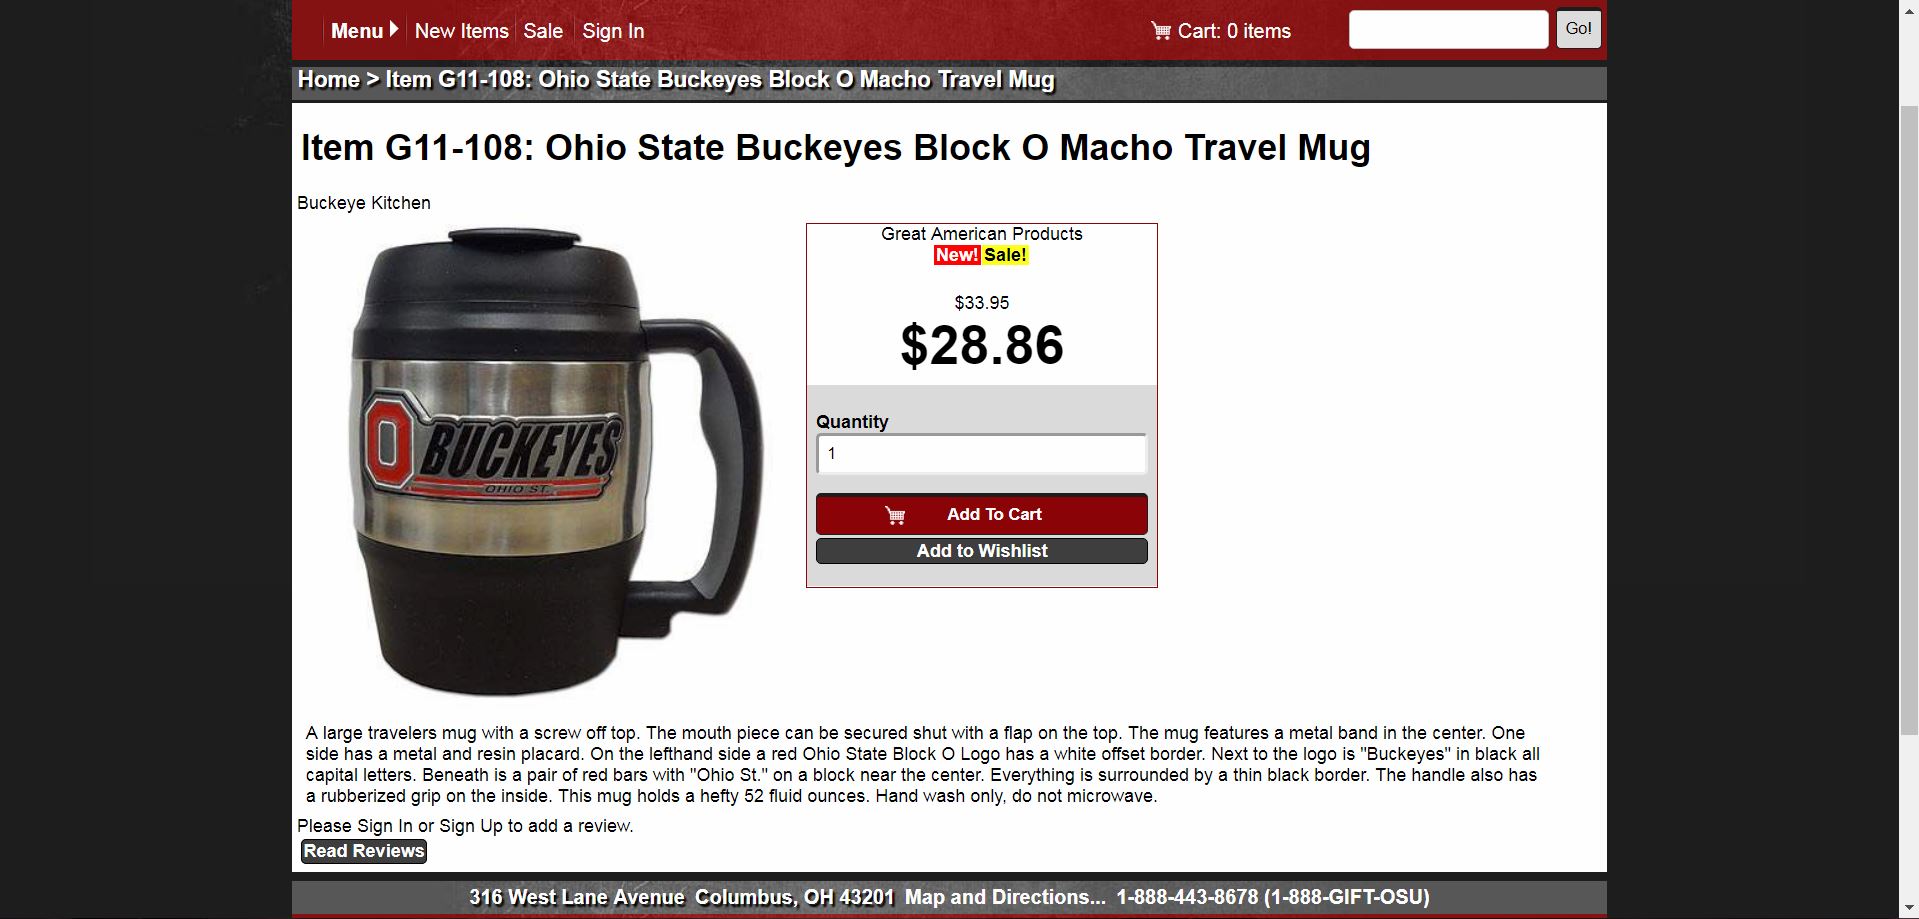 Menu New Items Sale Sign In Cart: 0 items Go!
Home > Item G11-108: Ohio State Buckeyes Block O Macho Travel Mug
Item G11-108: Ohio State Buckeyes Block O Macho Travel Mug
Buckeye Kitchen
O BUCKEYES
OHIO ST.
Great American Products
New! Sale!
$33.95
$28.86
Quantity
1
Add To Cart
Add to Wishlist
A large travelers mug with a screw off top. The mouth piece can be secured shut with a flap on the top. The mug features a metal band in the center. One
side has a metal and resin placard. On the lefthand side a red Ohio State Block O Logo has a white offset border. Next to the logo is "Buckeyes" in black all
capital letters. Beneath is a pair of red bars with "Ohio St." on a block near the center. Everything is surrounded by a thin black border. The handle also has
a rubberized grip on the inside. This mug holds a hefty 52 fluid ounces. Hand wash only, do not microwave.
Please Sign In or Sign Up to add a review.
Read Reviews
316 West Lane Avenue Columbus, OH 43201 Map and Directions... 1-888-443-8678 (1-888-GIFT-OSU)